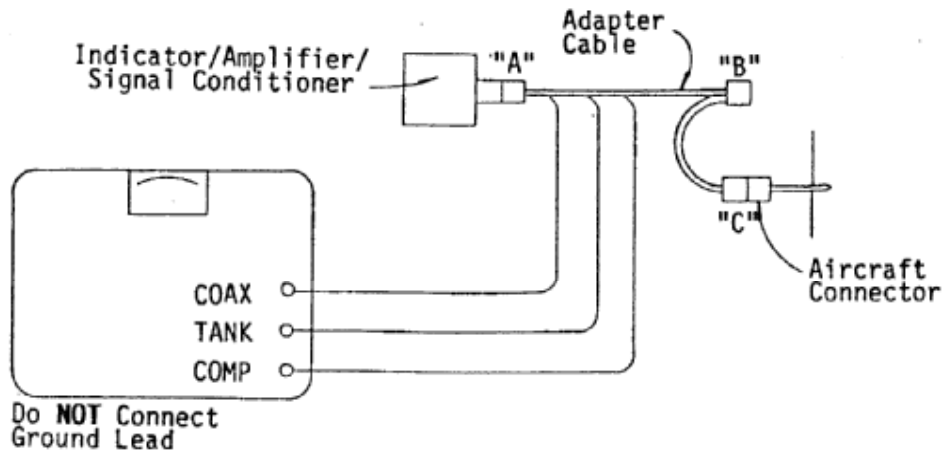 Adapter
Cable
Indicator/Amplifier/
Signal Conditioner
"A"
"B"
"C"
Aircraft
Connector
COAX
TANK
COMP
Do NOT Connect
Ground Lead